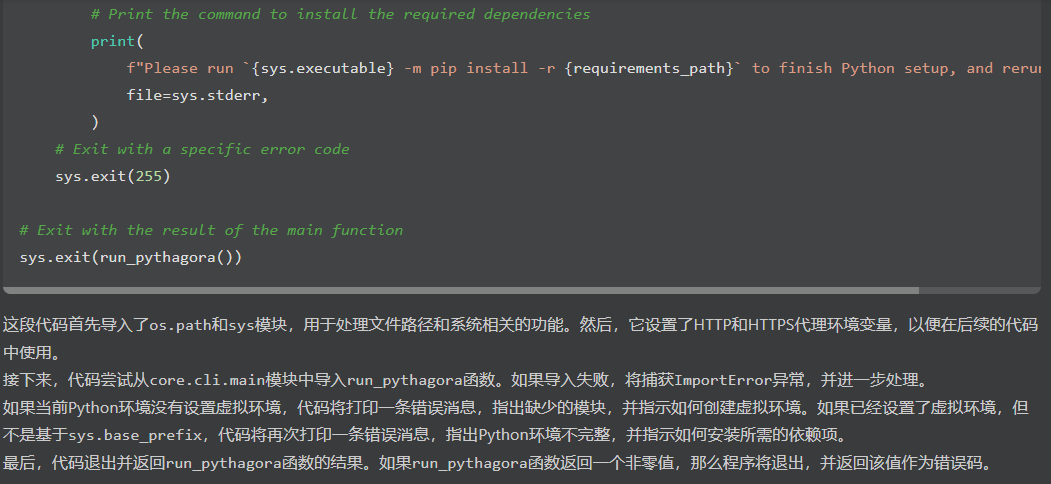 # Print the command to install the required dependencies
print(
f"Please run `{sys.executable} -m pip install -r {requirements_path}` to finish Python setup, and rerun
file=sys.stderr,
)
# Exit with a specific error code
sys.exit(255)
# Exit with the result of the main function
sys.exit(run_pythagora())
这段代码首先导入了os.path和sys模块，用于处理文件路径和系统相关的功能。然后，它设置了HTTP和HTTPS代理环境变量，以便在后续的代码
中使用。
接下来，代码尝试从core.cli.main模块中导入run_pythagora函数。如果导入失败，将捕获ImportError异常，并进一步处理。
如果当前Python环境没有设置虚拟环境，代码将打印一条错误消息，指出缺少的模块，并指示如何创建虚拟环境。如果已经设置了虚拟环境，但
不是基于sys.base_prefix，代码将再次打印一条错误消息，指出Python环境不完整，并指示如何安装所需的依赖项。
最后，代码退出并返回run_pythagora函数的结果。如果run_pythagora函数返回一个非零值，那么程序将退出，并返回该值作为错误码。